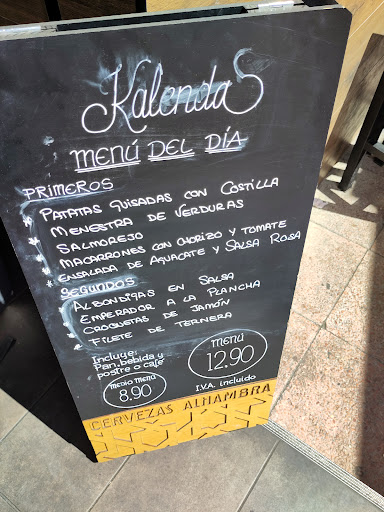 Kalendas
MENÚ DEL DÍA
PRIMEROS
* PATATAS GUISADAS CON COSTILLA
* MENESTRA DE VERDURAS
* SALMOREJO
* MACARRONES CON CHORIZO Y TOMATE
* ENSALADA DE AGUACATE Y SALSA ROSA
SEGUNDOS
* ALBONDIGAS EN SALSA
* EMPERADOR A LA PLANCHA
* CROQUETAS DE JAMÓN
* FILETE DE TERNERA
Incluye:
Pan, bebida y
postre o café
MEDIO MENÚ
8.90
MENÚ
12.90
I.V.A. incluido
CERVEZAS ALHAMBRA